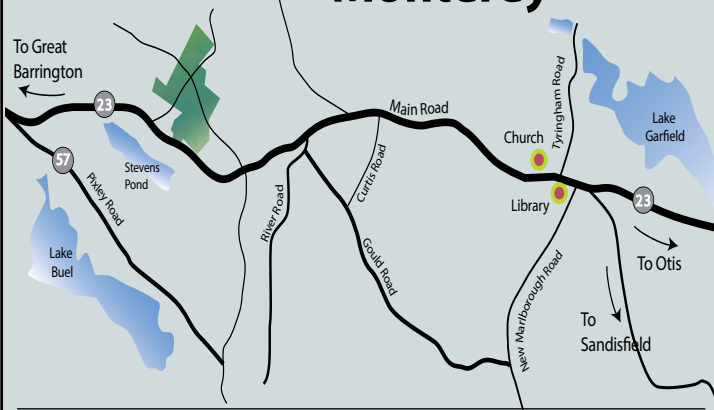 Monterey
To Great
Barrington
23
Main Road
Tyringham Road
Lake
Garfield
Church
57
Stevens
Pond
Pixley Road
Curtis Road
River Road
Library
23
Lake
Buel
Gould Road
New Marlborough Road
To Otis
To
Sandisfield